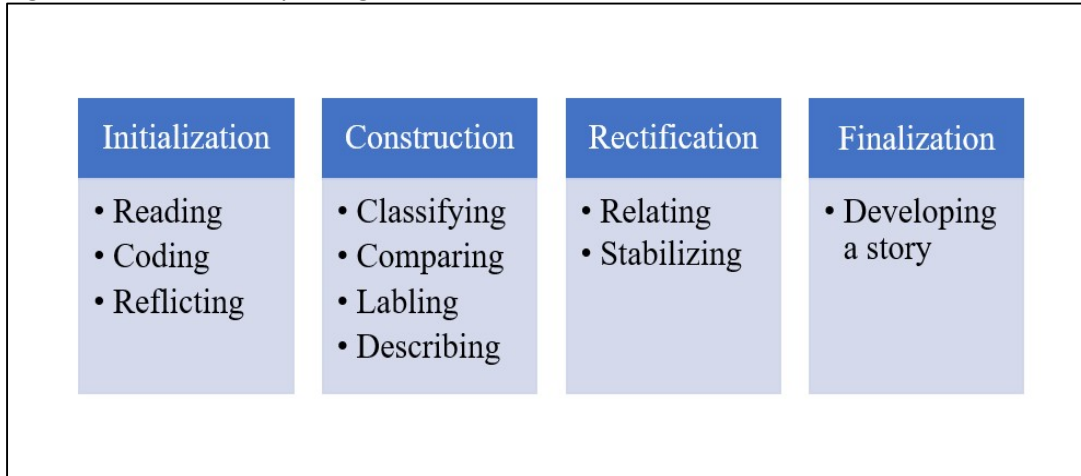 Initialization
• Reading
• Coding
• Reflicting
Construction
• Classifying
• Comparing
• Labling
• Describing
Rectification
• Relating
• Stabilizing
Finalization
• Developing
a story